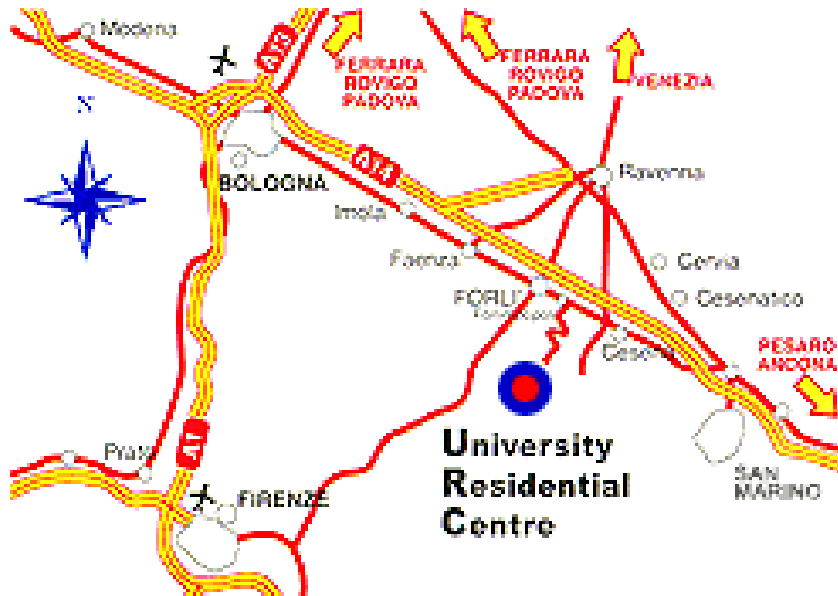 Modena
A13
FERRARA
ROVIGO
PADOVA
FERRARA
ROVIGO
PADOVA
VENEZIA
N
BOLOGNA
A14
Ravenna
Imola
Faenza
Cervia
FORLI'
Cesenatico
Cesena
PESARO
ANCONA
University
Residential
Centre
Prato
A1
FIRENZE
SAN
MARINO